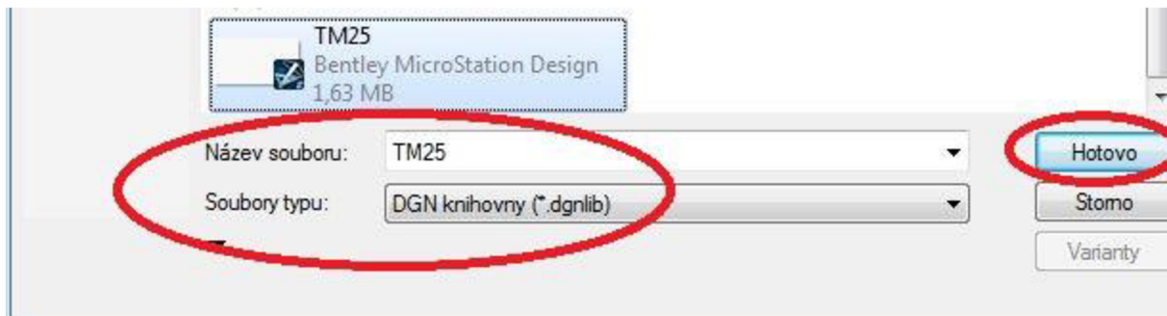 TM25
Bentley MicroStation Design
1,63 MB
Název souboru: TM25 Hotovo
Soubory typu: DGN knihovny (*.dgnlib) Storno
Varianty